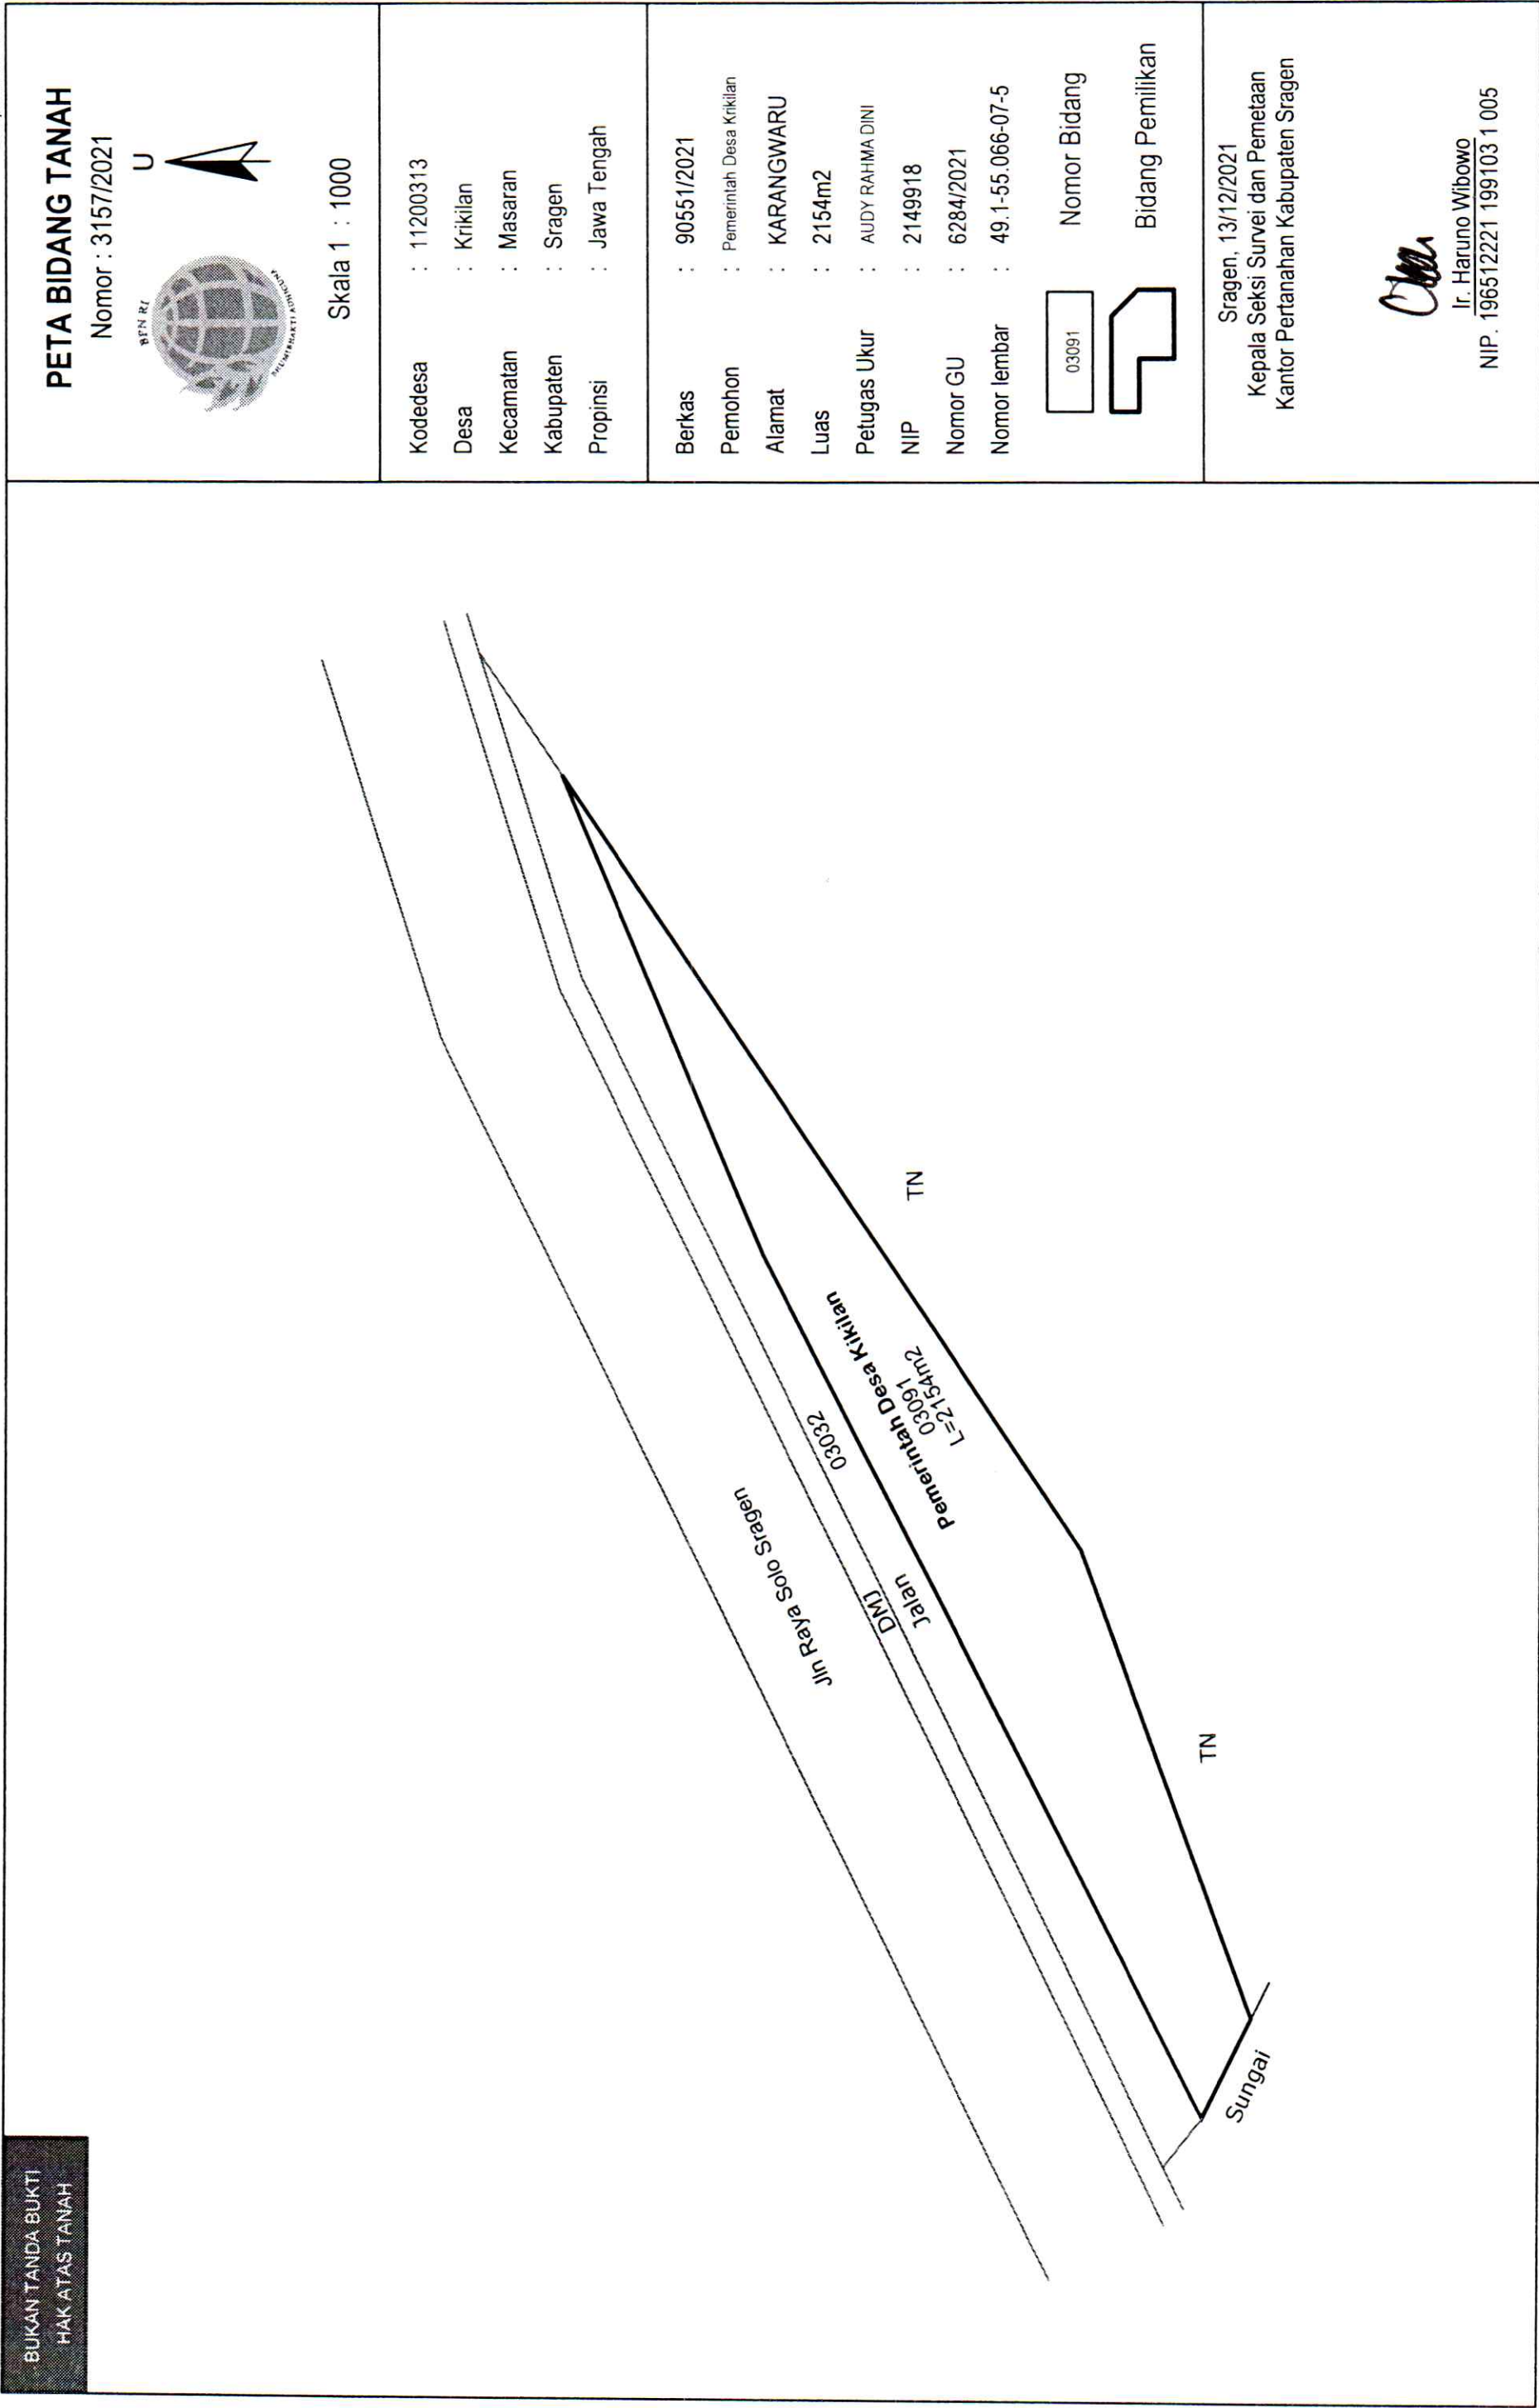 BUKAN TANDA BUKTI
HAK ATAS TANAH
Jln Raya Solo Sragen
DMJ
Jalan
03032
Pemerintah Desa Kikilan
03091
L=2154m2
TN
TN
Sungai
PETA BIDANG TANAH
Nomor : 3157/2021
BPN RI
U
Skala 1 : 1000
Kodedesa : 11200313
Desa : Krikilan
Kecamatan : Masaran
Kabupaten : Sragen
Propinsi : Jawa Tengah
Berkas : 90551/2021
Pemohon : Pemerintah Desa Krikilan
Alamat : KARANGWARU
Luas : 2154m2
Petugas Ukur : AUDY RAHMA DINI
NIP : 2149918
Nomor GU : 6284/2021
Nomor lembar : 49.1-55.066-07-5
03091 Nomor Bidang
Bidang Pemilikan
Sragen, 13/12/2021
Kepala Seksi Survei dan Pemetaan
Kantor Pertanahan Kabupaten Sragen
Ir. Haruno Wibowo
NIP. 196512221 199103 1 005